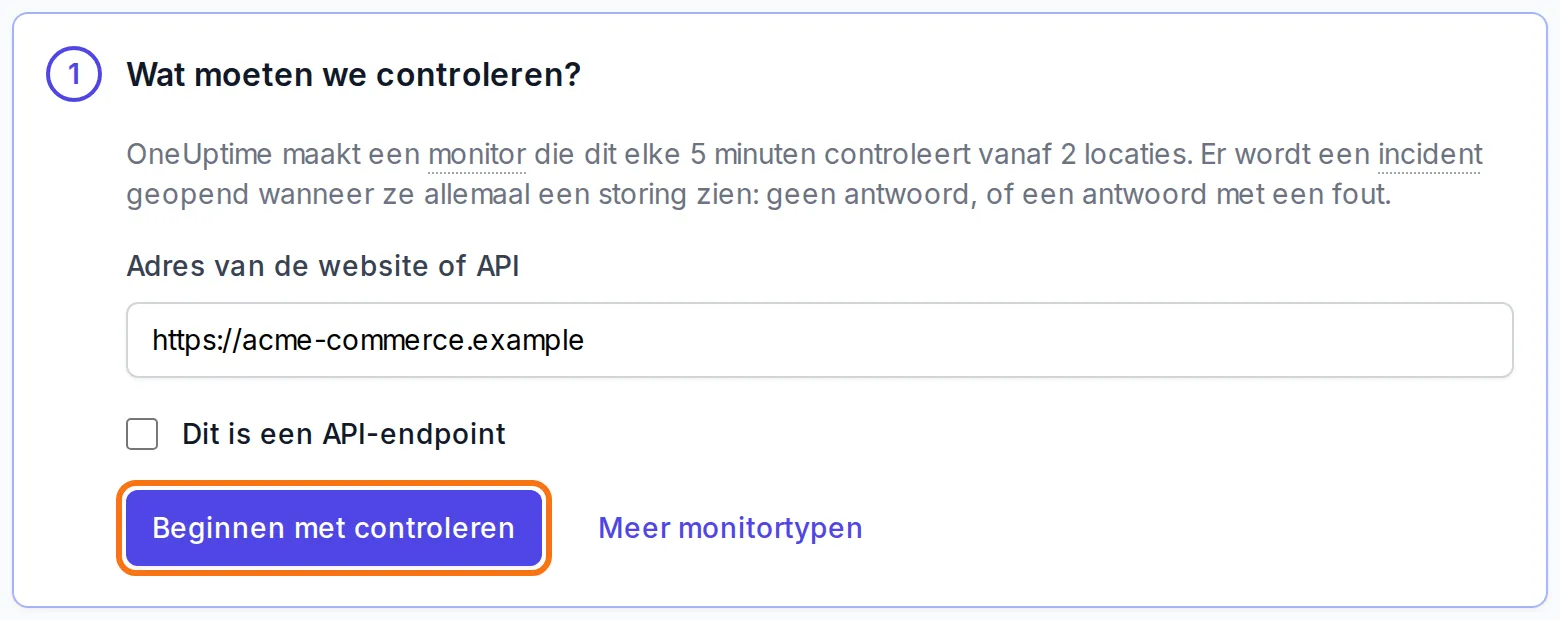 1 Wat moeten we controleren?
OneUptime maakt een monitor die dit elke 5 minuten controleert vanaf 2 locaties. Er wordt een incident
geopend wanneer ze allemaal een storing zien: geen antwoord, of een antwoord met een fout.
Adres van de website of API
https://acme-commerce.example
Dit is een API-endpoint
Beginnen met controleren Meer monitortypen